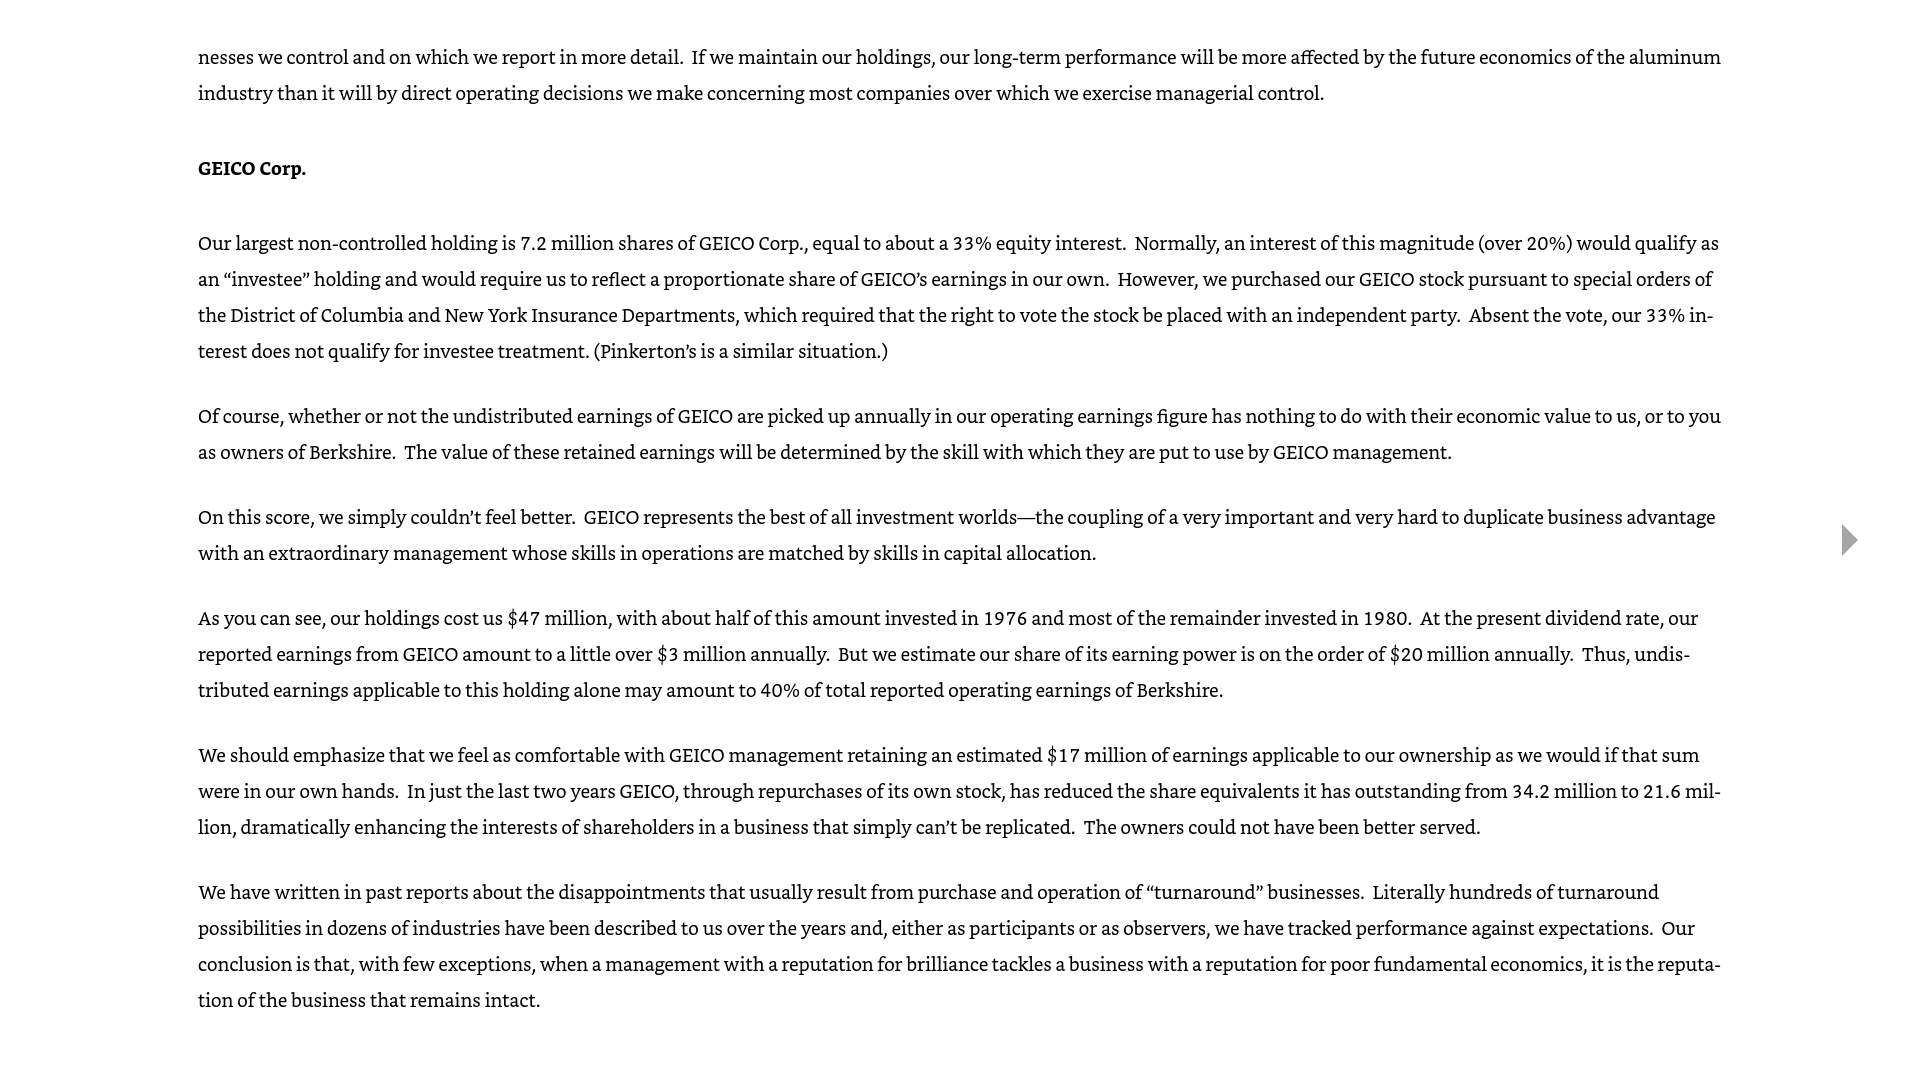 nesses we control and on which we report in more detail.  If we maintain our holdings, our long-term performance will be more affected by the future economics of the aluminum
industry than it will by direct operating decisions we make concerning most companies over which we exercise managerial control.
GEICO Corp.
Our largest non-controlled holding is 7.2 million shares of GEICO Corp., equal to about a 33% equity interest.  Normally, an interest of this magnitude (over 20%) would qualify as
an “investee” holding and would require us to reflect a proportionate share of GEICO’s earnings in our own.  However, we purchased our GEICO stock pursuant to special orders of
the District of Columbia and New York Insurance Departments, which required that the right to vote the stock be placed with an independent party.  Absent the vote, our 33% in-
terest does not qualify for investee treatment. (Pinkerton’s is a similar situation.)
Of course, whether or not the undistributed earnings of GEICO are picked up annually in our operating earnings figure has nothing to do with their economic value to us, or to you
as owners of Berkshire.  The value of these retained earnings will be determined by the skill with which they are put to use by GEICO management.
On this score, we simply couldn’t feel better.  GEICO represents the best of all investment worlds—the coupling of a very important and very hard to duplicate business advantage
with an extraordinary management whose skills in operations are matched by skills in capital allocation.
As you can see, our holdings cost us $47 million, with about half of this amount invested in 1976 and most of the remainder invested in 1980.  At the present dividend rate, our
reported earnings from GEICO amount to a little over $3 million annually.  But we estimate our share of its earning power is on the order of $20 million annually.  Thus, undis-
tributed earnings applicable to this holding alone may amount to 40% of total reported operating earnings of Berkshire.
We should emphasize that we feel as comfortable with GEICO management retaining an estimated $17 million of earnings applicable to our ownership as we would if that sum
were in our own hands.  In just the last two years GEICO, through repurchases of its own stock, has reduced the share equivalents it has outstanding from 34.2 million to 21.6 mil-
lion, dramatically enhancing the interests of shareholders in a business that simply can’t be replicated.  The owners could not have been better served.
We have written in past reports about the disappointments that usually result from purchase and operation of “turnaround” businesses.  Literally hundreds of turnaround
possibilities in dozens of industries have been described to us over the years and, either as participants or as observers, we have tracked performance against expectations.  Our
conclusion is that, with few exceptions, when a management with a reputation for brilliance tackles a business with a reputation for poor fundamental economics, it is the reputa-
tion of the business that remains intact.